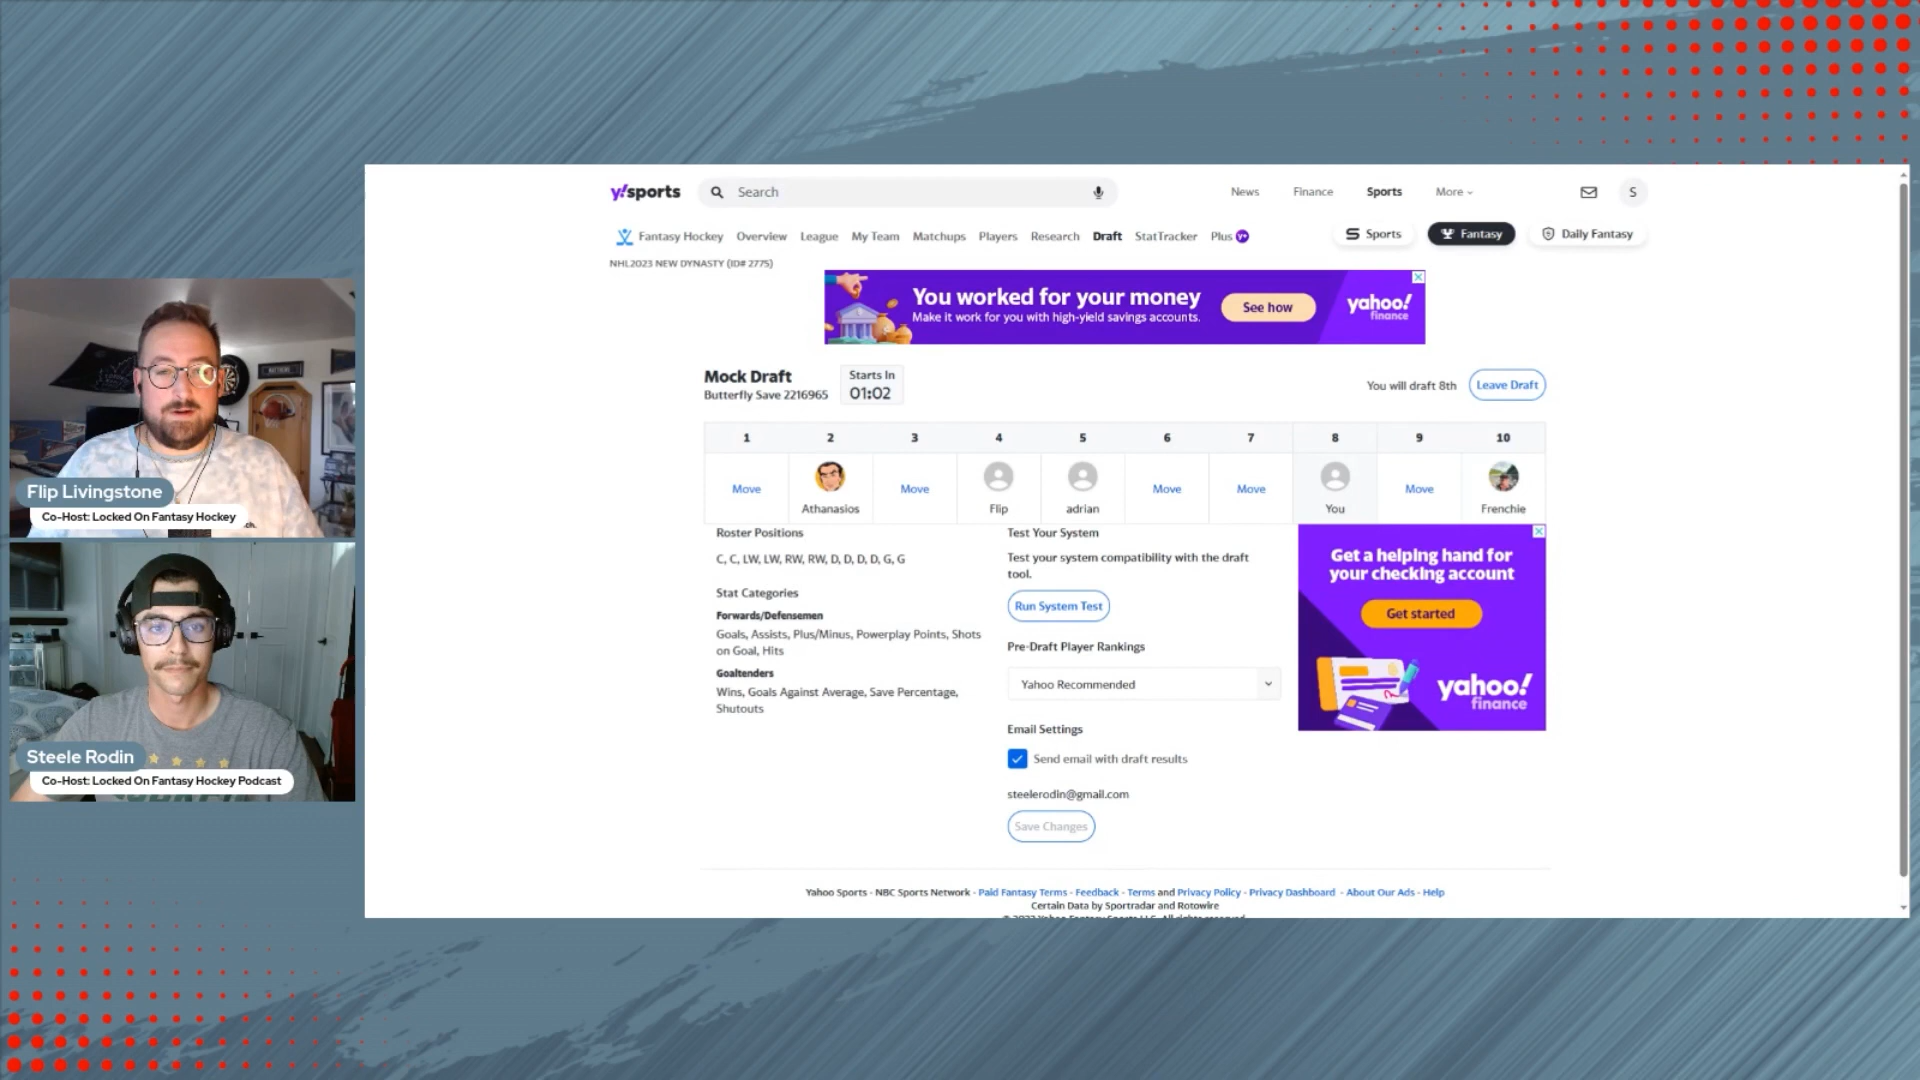 y!sports
Search
News
Finance
Sports
More
S
Fantasy Hockey
Overview
League
My Team
Matchups
Players
Research
Draft
StatTracker
Plus
Sports
Fantasy
Daily Fantasy
NHL2023 NEW DYNASTY (ID# 2775)
You worked for your money
Make it work for you with high-yield savings accounts.
See how
yahoo!
finance
Mock Draft
Butterfly Save 2216965
Starts In
01:02
You will draft 8th
Leave Draft
1 2 3 4 5 6 7 8 9 10
Move
Athanasios
Move
Flip
adrian
Move
Move
You
Move
Frenchie
Roster Positions
C, C, LW, LW, RW, RW, D, D, D, D, G, G
Stat Categories
Forwards/Defensemen
Goals, Assists, Plus/Minus, Powerplay Points, Shots
on Goal, Hits
Goaltenders
Wins, Goals Against Average, Save Percentage,
Shutouts
Test Your System
Test your system compatibility with the draft
tool.
Run System Test
Pre-Draft Player Rankings
Yahoo Recommended
Email Settings
Send email with draft results
steelerodin@gmail.com
Save Changes
Get a helping hand for
your checking account
Get started
yahoo!
finance
Yahoo Sports - NBC Sports Network - Paid Fantasy Terms - Feedback - Terms and Privacy Policy - Privacy Dashboard - About Our Ads - Help
Certain Data by Sportradar and Rotowire
Flip Livingstone
Co-Host: Locked On Fantasy Hockey
Steele Rodin
Co-Host: Locked On Fantasy Hockey Podcast